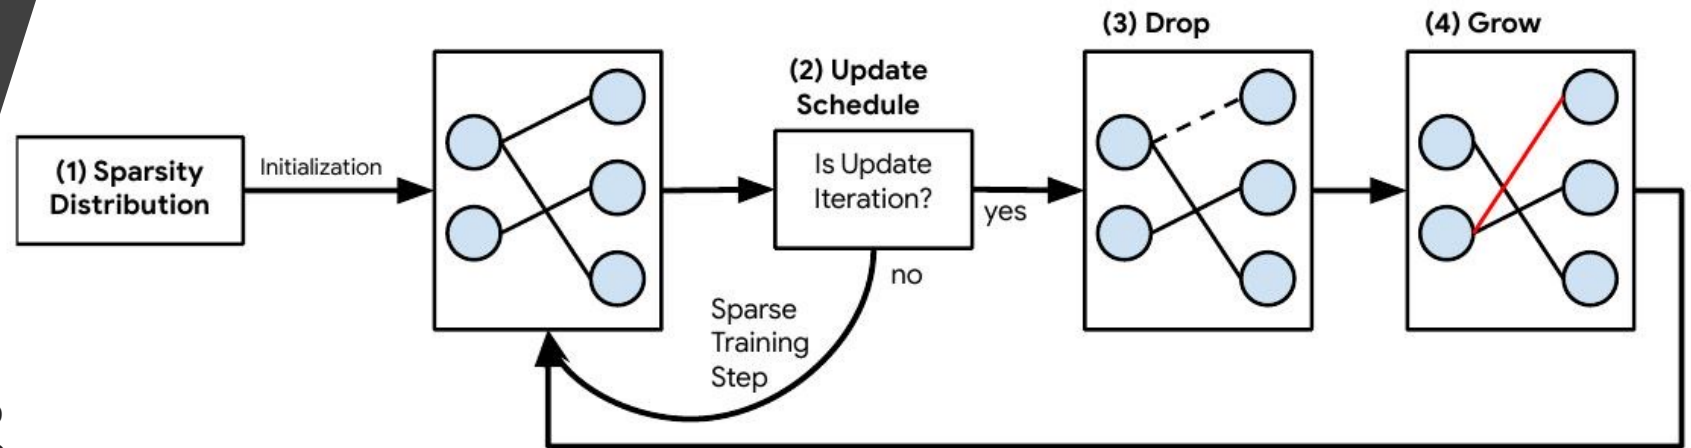 (1) Sparsity
Distribution
Initialization
(2) Update
Schedule
Is Update
Iteration?
yes
no
Sparse
Training
Step
(3) Drop
(4) Grow